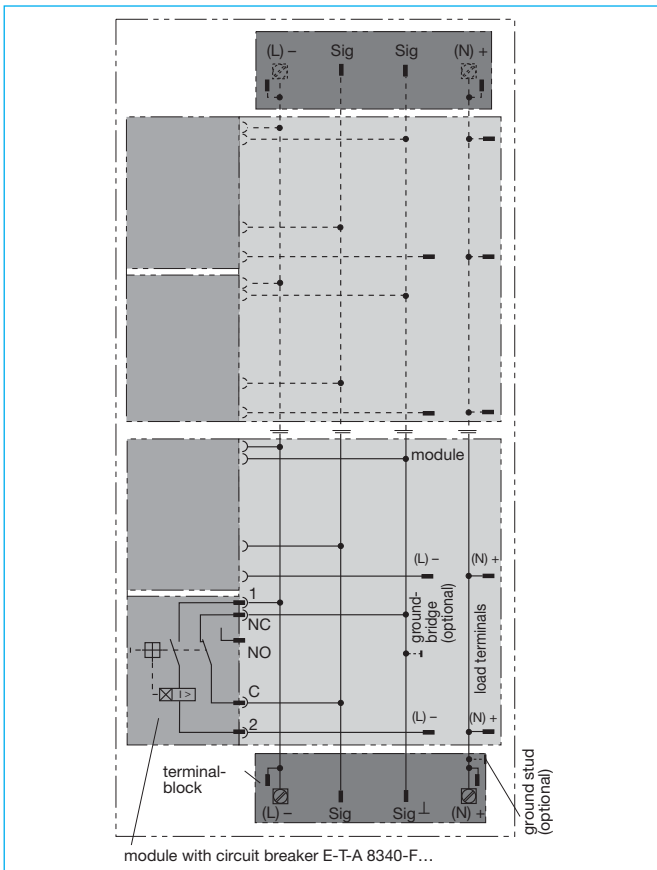 (L) – Sig Sig (N) +
module
(L) – (N) +
1
NC
NO
ground-
bridge
(optional)
load terminals
C
I >
2
(L) – (N) +
terminal-
block
(L) – Sig Sig ⊥ (N) +
ground stud
(optional)
module with circuit breaker E-T-A 8340-F...